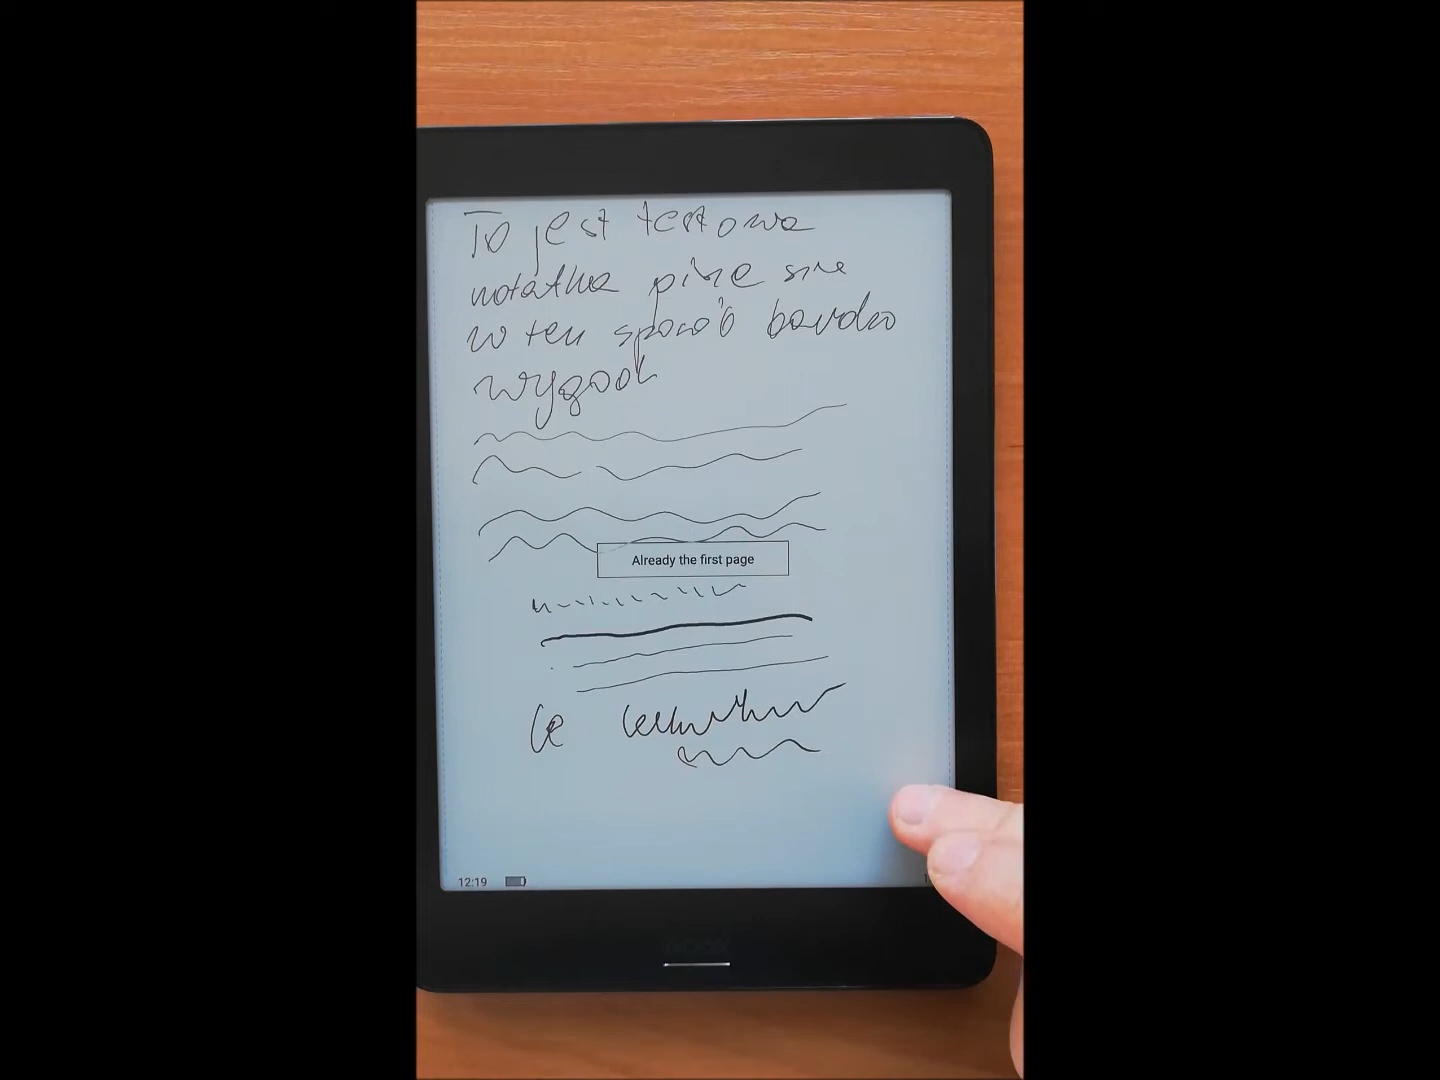 To jest testowa
notatka pisze sie
w ten sposób bardzo
wygod
Already the first page
12:19